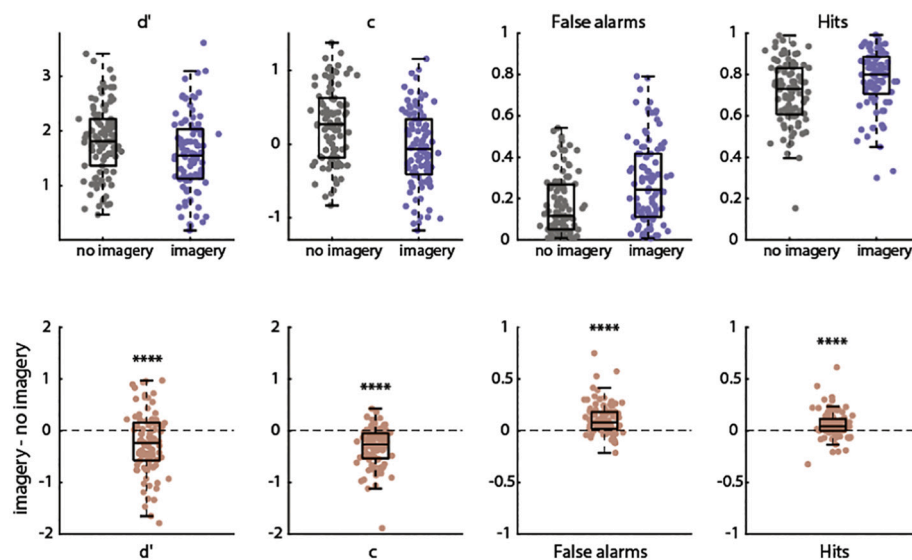 d' c False alarms Hits
3 2 1
1 0 -1
1 0.8 0.6 0.4 0.2 0
1 0.8 0.6 0.4 0.2 0
no imagery imagery no imagery imagery no imagery imagery no imagery imagery
imagery - no imagery
2 1 0 -1 -2
2 1 0 -1 -2
1 0.5 0 -0.5 -1
1 0.5 0 -0.5 -1
**** **** **** ****
d' c False alarms Hits